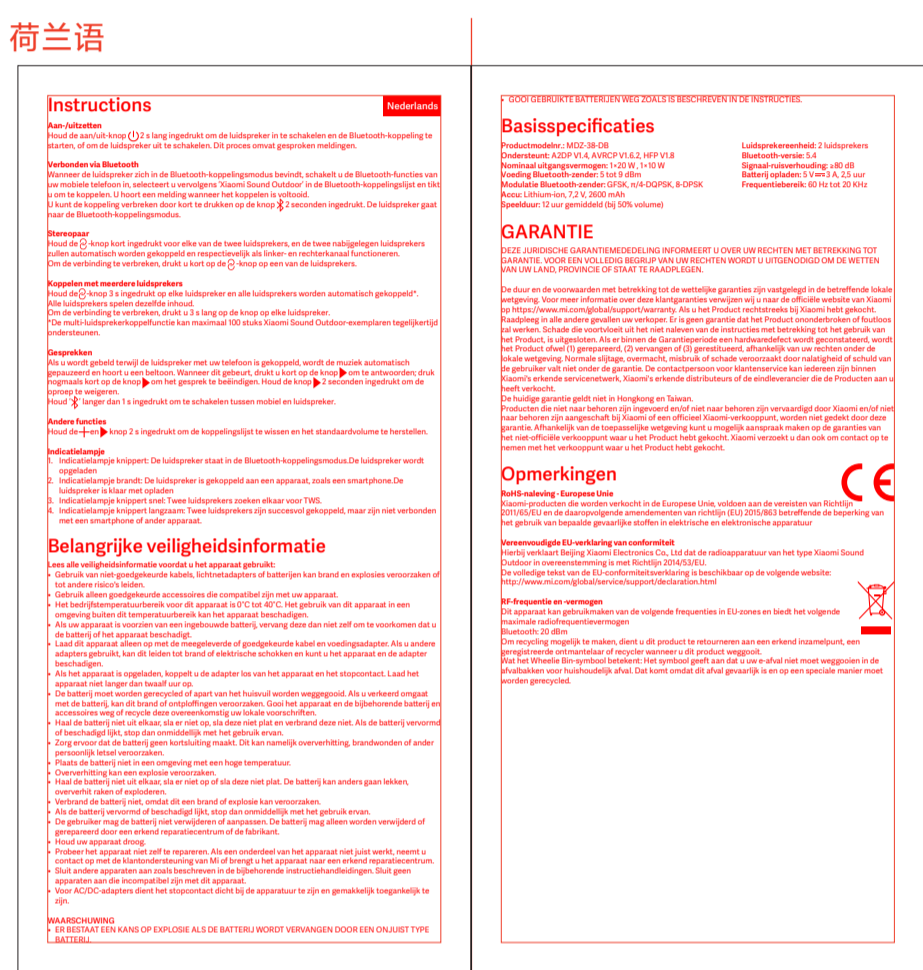 荷兰语
Instructions
Nederlands
Aan-/uitzetten
Houd de aan/uit-knop 2 s lang ingedrukt om de luidspreker in te schakelen en de Bluetooth-koppeling te
starten, of om de luidspreker uit te schakelen. Dit proces omvat gesproken meldingen.
Verbonden via Bluetooth
Wanneer de luidspreker zich in de Bluetooth-koppelingsmodus bevindt, schakelt u de Bluetooth-functies van
uw mobiele telefoon in, selecteert u vervolgens 'Xiaomi Sound Outdoor' in de Bluetooth-koppelingslijst en tikt
u om te koppelen. U hoort een melding wanneer het koppelen is voltooid.
U kunt de koppeling verbreken door kort te drukken op de knop 2 seconden ingedrukt. De luidspreker gaat
naar de Bluetooth-koppelingsmodus.
Stereopaar
Houd de -knop kort ingedrukt voor elke van de twee luidsprekers, en de twee nabijgelegen luidsprekers
zullen automatisch worden gekoppeld en respectievelijk als linker- en rechterkanaal functioneren.
Om de verbinding te verbreken, drukt u kort op de -knop op een van de luidsprekers.
Koppelen met meerdere luidsprekers
Houd de -knop 3 s ingedrukt op elke luidspreker en alle luidsprekers worden automatisch gekoppeld*.
Alle luidsprekers spelen dezelfde inhoud.
Om de verbinding te verbreken, drukt u 3 s lang op de knop op elke luidspreker.
*De multi-luidsprekerkoppelfunctie kan maximaal 100 stuks Xiaomi Sound Outdoor-exemplaren tegelijkertijd
ondersteunen.
Gesprekken
Als u wordt gebeld terwijl de luidspreker met uw telefoon is gekoppeld, wordt de muziek automatisch
gepauzeerd en hoort u een beltoon. Wanneer dit gebeurt, drukt u kort op de knop om te antwoorden; druk
nogmaals kort op de knop om het gesprek te beëindigen. Houd de knop 2 seconden ingedrukt om de
oproep te weigeren.
Houd ' ' langer dan 1 s ingedrukt om te schakelen tussen mobiel en luidspreker.
Andere functies
Houd de + en knop 2 s ingedrukt om de koppelingslijst te wissen en het standaardvolume te herstellen.
Indicatielampje
1. Indicatielampje knippert: De luidspreker staat in de Bluetooth-koppelingsmodus.De luidspreker wordt
opgeladen
2. Indicatielampje brandt: De luidspreker is gekoppeld aan een apparaat, zoals een smartphone.De
luidspreker is klaar met opladen
3. Indicatielampje knippert snel: Twee luidsprekers zoeken elkaar voor TWS.
4. Indicatielampje knippert langzaam: Twee luidsprekers zijn succesvol gekoppeld, maar zijn niet verbonden
met een smartphone of ander apparaat.
Belangrijke veiligheidsinformatie
Lees alle veiligheidsinformatie voordat u het apparaat gebruikt:
• Gebruik van niet-goedgekeurde kabels, lichtnetadapters of batterijen kan brand en explosies veroorzaken of
tot andere risico's leiden.
• Gebruik alleen goedgekeurde accessoires die compatibel zijn met uw apparaat.
• Het bedrijfstemperatuurbereik voor dit apparaat is 0°C tot 40°C. Het gebruik van dit apparaat in een
omgeving buiten dit temperatuurbereik kan het apparaat beschadigen.
• Als uw apparaat is voorzien van een ingebouwde batterij, vervang deze dan niet zelf om te voorkomen dat u
de batterij of het apparaat beschadigt.
• Laad dit apparaat alleen op met de meegeleverde of goedgekeurde kabel en voedingsadapter. Als u andere
adapters gebruikt, kan dit leiden tot brand of elektrische schokken en kunt u het apparaat en de adapter
beschadigen.
• Als het apparaat is opgeladen, koppelt u de adapter los van het apparaat en het stopcontact. Laad het
apparaat niet langer dan twaalf uur op.
• De batterij moet worden gerecycled of apart van het huisvuil worden weggegooid. Als u verkeerd omgaat
met de batterij, kan dit brand of ontploffingen veroorzaken. Gooi het apparaat en de bijbehorende batterij en
accessoires weg of recycle deze overeenkomstig uw lokale voorschriften.
• Haal de batterij niet uit elkaar, sla er niet op, sla deze niet plat en verbrand deze niet. Als de batterij vervormd
of beschadigd lijkt, stop dan onmiddellijk met het gebruik ervan.
• Zorg ervoor dat de batterij geen kortsluiting maakt. Dit kan namelijk oververhitting, brandwonden of ander
persoonlijk letsel veroorzaken.
• Plaats de batterij niet in een omgeving met een hoge temperatuur.
• Oververhitting kan een explosie veroorzaken.
• Haal de batterij niet uit elkaar, sla er niet op of sla deze niet plat. De batterij kan anders gaan lekken,
oververhit raken of exploderen.
• Verbrand de batterij niet, omdat dit een brand of explosie kan veroorzaken.
• Als de batterij vervormd of beschadigd lijkt, stop dan onmiddellijk met het gebruik ervan.
• De gebruiker mag de batterij niet verwijderen of aanpassen. De batterij mag alleen worden verwijderd of
gerepareerd door een erkend reparatiecentrum of de fabrikant.
• Houd uw apparaat droog.
• Probeer het apparaat niet zelf te repareren. Als een onderdeel van het apparaat niet juist werkt, neemt u
contact op met de klantondersteuning van Mi of brengt u het apparaat naar een erkend reparatiecentrum.
• Sluit andere apparaten aan zoals beschreven in de bijbehorende instructiehandleidingen. Sluit geen
apparaten aan die incompatibel zijn met dit apparaat.
• Voor AC/DC-adapters dient het stopcontact dicht bij de apparatuur te zijn en gemakkelijk toegankelijk te
zijn.
WAARSCHUWING
• ER BESTAAT EEN KANS OP EXPLOSIE ALS DE BATTERIJ WORDT VERVANGEN DOOR EEN ONJUIST TYPE
BATTERIJ.
• GOOI GEBRUIKTE BATTERIJEN WEG ZOALS IS BESCHREVEN IN DE INSTRUCTIES.
Basisspecificaties
Productmodelnr.: MDZ-38-DB
Ondersteunt: A2DP V1.4, AVRCP V1.6.2, HFP V1.8
Nominaal uitgangsvermogen: 1×20 W , 1×10 W
Voeding Bluetooth-zender: 5 tot 9 dBm
Modulatie Bluetooth-zender: GFSK, π/4-DQPSK, 8-DPSK
Accu: Lithium-ion, 7,2 V, 2600 mAh
Speelduur: 12 uur gemiddeld (bij 50% volume)
Luidsprekereenheid: 2 luidsprekers
Bluetooth-versie: 5.4
Signaal-ruisverhouding: ≥80 dB
Batterij opladen: 5 V⎓3 A, 2,5 uur
Frequentiebereik: 60 Hz tot 20 KHz
GARANTIE
DEZE JURIDISCHE GARANTIEMEDEDELING INFORMEERT U OVER UW RECHTEN MET BETREKKING TOT
GARANTIE. VOOR EEN VOLLEDIG BEGRIJP VAN UW RECHTEN WORDT U UITGENODIGD OM DE WETTEN
VAN UW LAND, PROVINCIE OF STAAT TE RAADPLEGEN.
De duur en de voorwaarden met betrekking tot de wettelijke garanties zijn vastgelegd in de betreffende lokale
wetgeving. Voor meer informatie over deze klantgaranties verwijzen wij u naar de officiële website van Xiaomi
op https://www.mi.com/global/support/warranty. Als u het Product rechtstreeks bij Xiaomi hebt gekocht.
Raadpleeg in alle andere gevallen uw verkoper. Er is geen garantie dat het Product ononderbroken of foutloos
zal werken. Schade die voortvloeit uit het niet naleven van de instructies met betrekking tot het gebruik van
het Product, is uitgesloten. Als er binnen de Garantieperiode een hardwaredefect wordt geconstateerd, wordt
het Product ofwel (1) gerepareerd, (2) vervangen of (3) gerestitueerd, afhankelijk van uw rechten onder de
lokale wetgeving. Normale slijtage, overmacht, misbruik of schade veroorzaakt door nalatigheid of schuld van
de gebruiker valt niet onder de garantie. De contactpersoon voor klantenservice kan iedereen zijn binnen
Xiaomi's erkende servicenetwerk, Xiaomi's erkende distributeurs of de eindleverancier die de Producten aan u
heeft verkocht.
De huidige garantie geldt niet in Hongkong en Taiwan.
Producten die niet naar behoren zijn ingevoerd en/of niet naar behoren zijn vervaardigd door Xiaomi en/of niet
naar behoren zijn aangeschaft bij Xiaomi of een officieel Xiaomi-verkooppunt, worden niet gedekt door deze
garantie. Afhankelijk van de toepasselijke wetgeving kunt u mogelijk aanspraak maken op de garanties van
het niet-officiële verkooppunt waar u het Product hebt gekocht. Xiaomi verzoekt u dan ook om contact op te
nemen met het verkooppunt waar u het Product hebt gekocht.
Opmerkingen
CE
RoHS-naleving - Europese Unie
Xiaomi-producten die worden verkocht in de Europese Unie, voldoen aan de vereisten van Richtlijn
2011/65/EU en de daaropvolgende amendementen van richtlijn (EU) 2015/863 betreffende de beperking van
het gebruik van bepaalde gevaarlijke stoffen in elektrische en elektronische apparatuur
Vereenvoudigde EU-verklaring van conformiteit
Hierbij verklaart Beijing Xiaomi Electronics Co., Ltd dat de radioapparatuur van het type Xiaomi Sound
Outdoor in overeenstemming is met Richtlijn 2014/53/EU.
De volledige tekst van de EU-conformiteitsverklaring is beschikbaar op de volgende website:
http://www.mi.com/global/service/support/declaration.html
RF-frequentie en -vermogen
Dit apparaat kan gebruikmaken van de volgende frequenties in EU-zones en biedt het volgende
maximale radiofrequentievermogen
Bluetooth: 20 dBm
Om recycling mogelijk te maken, dient u dit product te retourneren aan een erkend inzamelpunt, een
geregistreerde ontmantelaar of recycler wanneer u dit product weggooit.
Wat het Wheelie Bin-symbool betekent: Het symbool geeft aan dat u uw e-afval niet moet weggooien in de
afvalbakken voor huishoudelijk afval. Dat komt omdat dit afval gevaarlijk is en op een speciale manier moet
worden gerecycled.